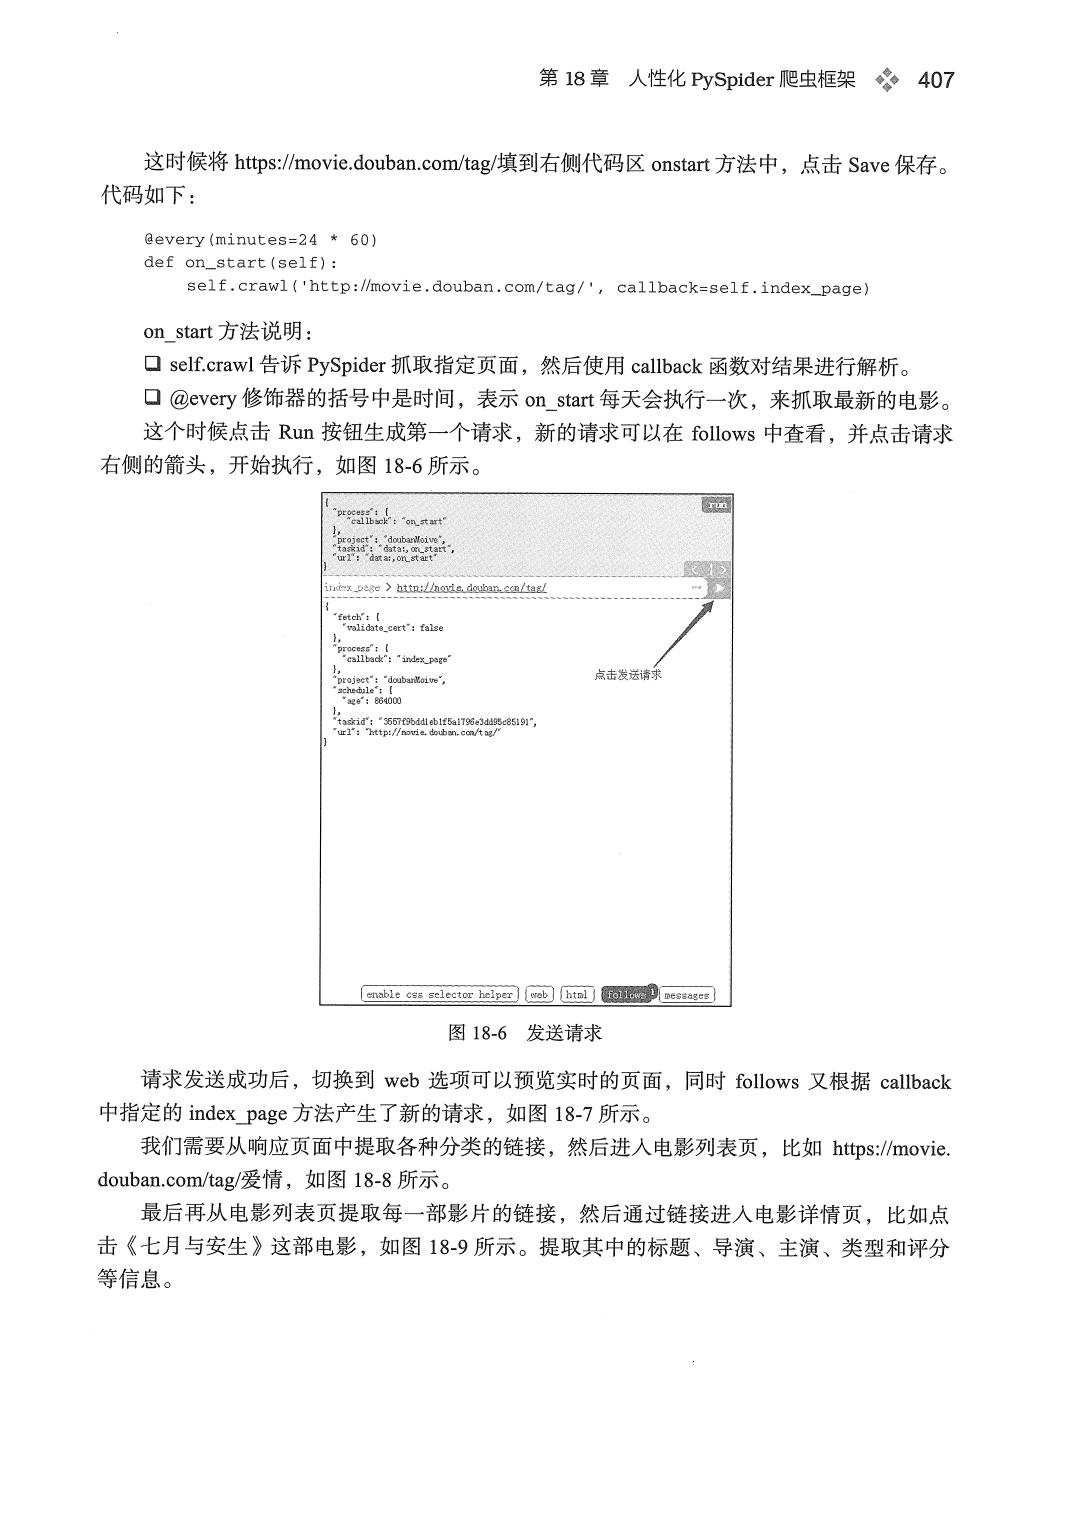 第 18 章 人性化 PySpider 爬虫框架 407
这时候将 https://movie.douban.com/tag/填到右侧代码区 onstart 方法中，点击 Save 保存。
代码如下：
@every(minutes=24 * 60)
def on_start(self):
    self.crawl('http://movie.douban.com/tag/', callback=self.index_page)
on_start 方法说明：
❑ self.crawl 告诉 PySpider 抓取指定页面，然后使用 callback 函数对结果进行解析。
❑ @every 修饰器的括号中是时间，表示 on_start 每天会执行一次，来抓取最新的电影。
这个时候点击 Run 按钮生成第一个请求，新的请求可以在 follows 中查看，并点击请求
右侧的箭头，开始执行，如图 18-6 所示。
{
run
"process": {
"callback": "on_start"
},
"project": "doubanMoive",
"taskid": "data:,on_start",
"url": "data:,on_start"
}
< | >
index_page > http://movie.douban.com/tag/
{
"fetch": {
"validate_cert": false
},
"process": {
"callback": "index_page"
},
"project": "doubanMoive",
"schedule": {
"age": 864000
},
"taskid": "3557f9bdd1eb1f5a1796e3dd95c85191",
"url": "http://movie.douban.com/tag/"
}
点击发送请求
enable css selector helper web html follows 1 messages
图 18-6 发送请求
请求发送成功后，切换到 web 选项可以预览实时的页面，同时 follows 又根据 callback
中指定的 index_page 方法产生了新的请求，如图 18-7 所示。
我们需要从响应页面中提取各种分类的链接，然后进入电影列表页，比如 https://movie.
douban.com/tag/爱情，如图 18-8 所示。
最后再从电影列表页提取每一部影片的链接，然后通过链接进入电影详情页，比如点
击《七月与安生》这部电影，如图 18-9 所示。提取其中的标题、导演、主演、类型和评分
等信息。